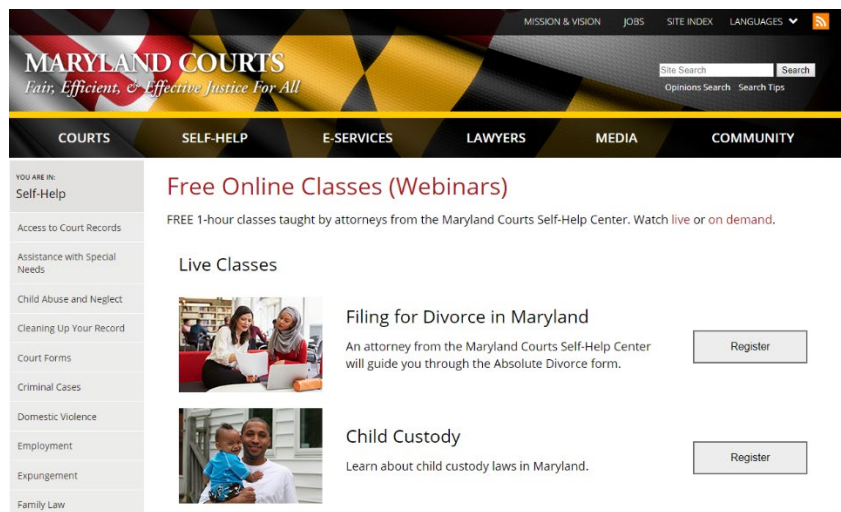 MISSION & VISION JOBS SITE INDEX LANGUAGES
MARYLAND COURTS
Fair, Efficient, & Effective Justice For All
Site Search Search
Opinions Search Search Tips
COURTS SELF-HELP E-SERVICES LAWYERS MEDIA COMMUNITY
YOU ARE IN:
Self-Help
Access to Court Records
Assistance with Special
Needs
Child Abuse and Neglect
Cleaning Up Your Record
Court Forms
Criminal Cases
Domestic Violence
Employment
Expungement
Family Law
Free Online Classes (Webinars)
FREE 1-hour classes taught by attorneys from the Maryland Courts Self-Help Center. Watch live or on demand.
Live Classes
Filing for Divorce in Maryland
An attorney from the Maryland Courts Self-Help Center
will guide you through the Absolute Divorce form.
Register
Child Custody
Learn about child custody laws in Maryland.
Register